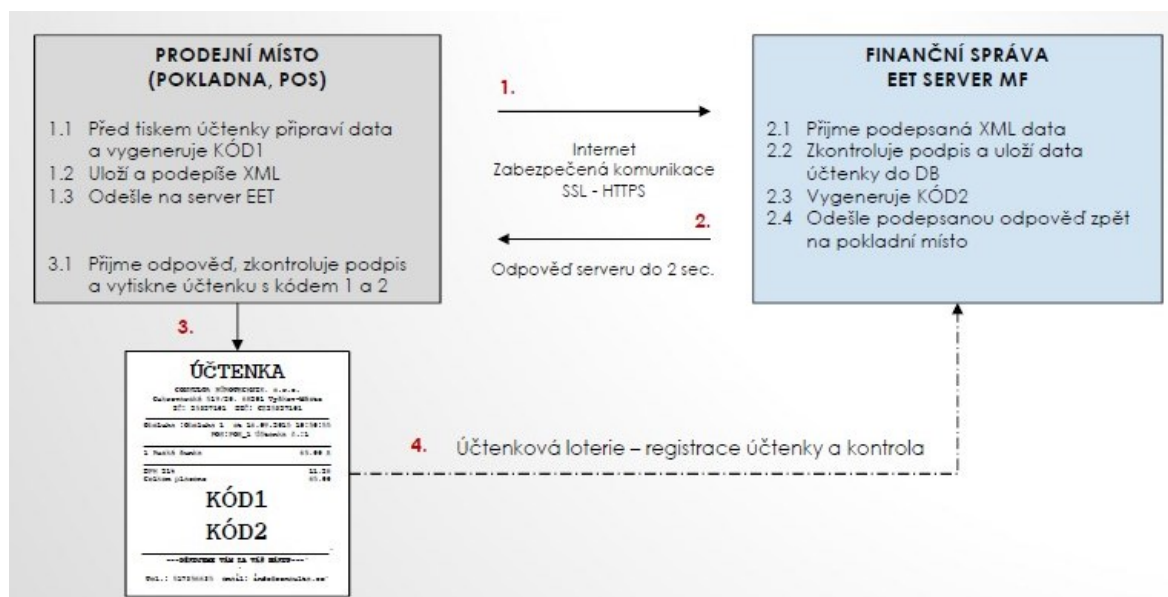 PRODEJNÍ MÍSTO
(POKLADNA, POS)
1.1 Před tiskem účtenky připraví data
a vygeneruje KÓD1
1.2 Uloží a podepíše XML
1.3 Odešle na server EET
3.1 Přijme odpověď, zkontroluje podpis
a vytiskne účtenku s kódem 1 a 2
1.
Internet
Zabezpečená komunikace
SSL - HTTPS
2.
Odpověď serveru do 2 sec.
FINANČNÍ SPRÁVA
EET SERVER MF
2.1 Přijme podepsaná XML data
2.2 Zkontroluje podpis a uloží data
účtenky do DB
2.3 Vygeneruje KÓD2
2.4 Odešle podepsanou odpověď zpět
na pokladní místo
3.
ÚČTENKA
KÓD1
KÓD2
4. Účtenková loterie – registrace účtenky a kontrola